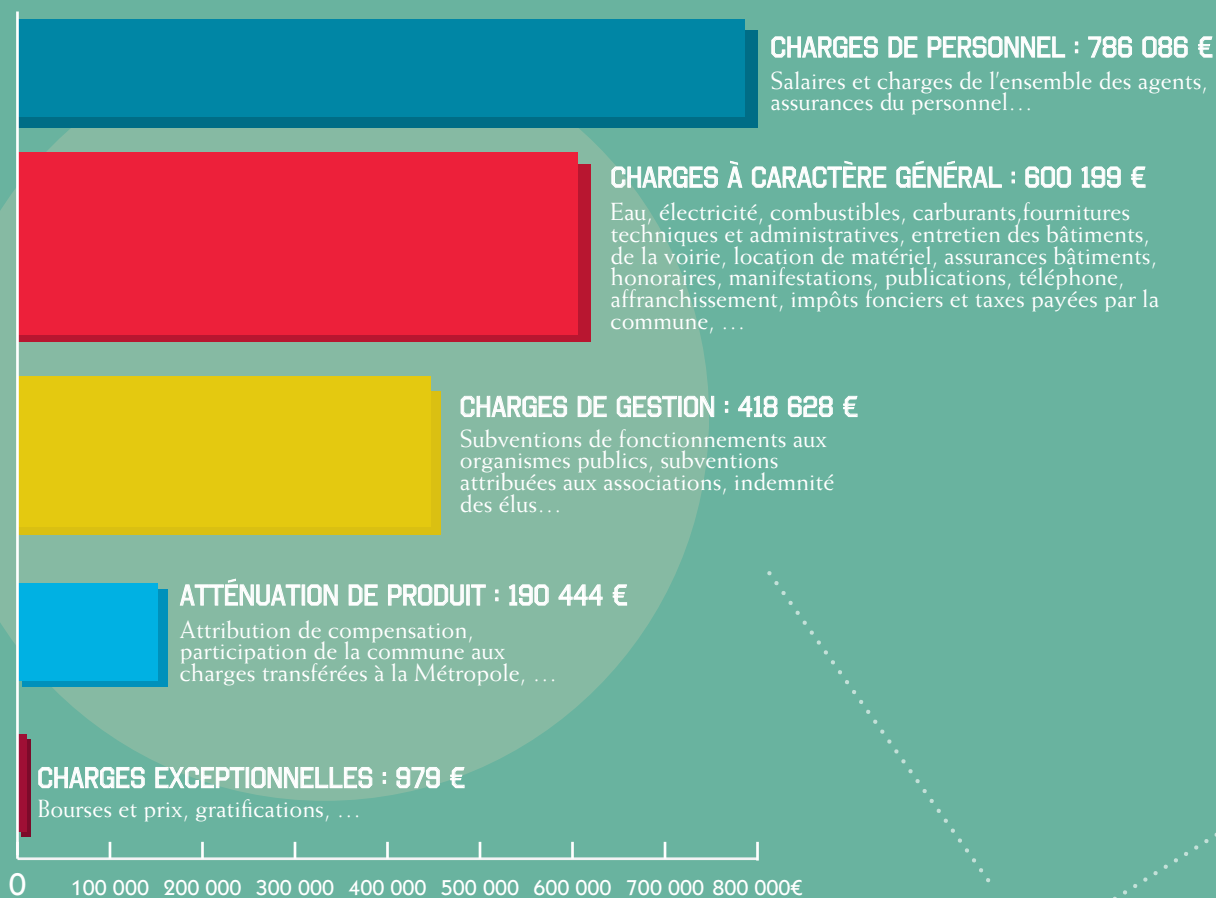 CHARGES DE PERSONNEL : 786 086 €
Salaires et charges de l'ensemble des agents,
assurances du personnel…
CHARGES À CARACTÈRE GÉNÉRAL : 600 199 €
Eau, électricité, combustibles, carburants,fournitures
techniques et administratives, entretien des bâtiments,
de la voirie, location de matériel, assurances bâtiments,
honoraires, manifestations, publications, téléphone,
affranchissement, impôts fonciers et taxes payées par la
commune, …
CHARGES DE GESTION : 418 628 €
Subventions de fonctionnements aux
organismes publics, subventions
attribuées aux associations, indemnité
des élus…
ATTÉNUATION DE PRODUIT : 190 444 €
Attribution de compensation,
participation de la commune aux
charges transférées à la Métropole, …
CHARGES EXCEPTIONNELLES : 979 €
Bourses et prix, gratifications, …
0 100 000 200 000 300 000 400 000 500 000 600 000 700 000 800 000€